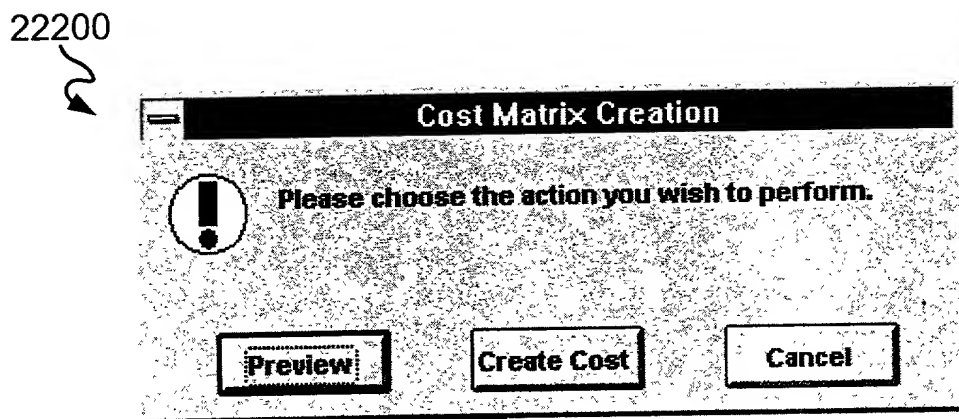 22200
Cost Matrix Creation
Please choose the action you wish to perform.
Preview
Create Cost
Cancel